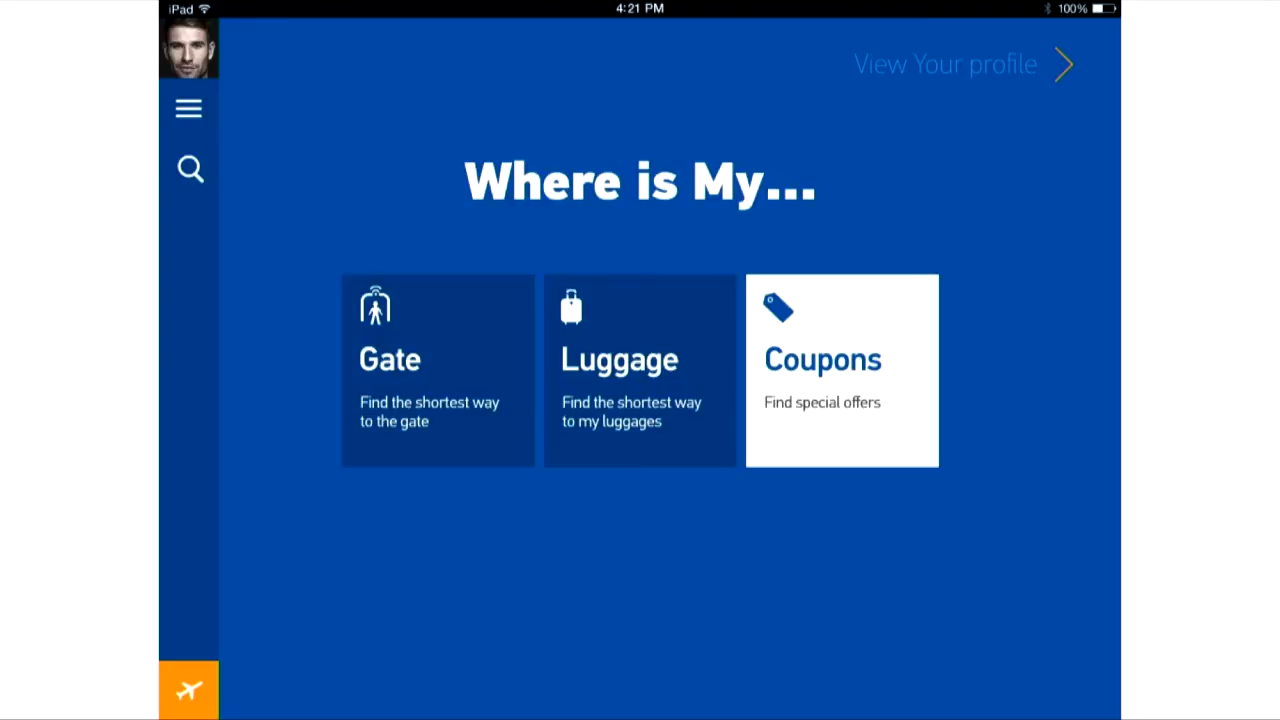 iPad 4:21 PM 100%
View Your profile
Where is My...
Gate
Find the shortest way
to the gate
Luggage
Find the shortest way
to my luggages
Coupons
Find special offers